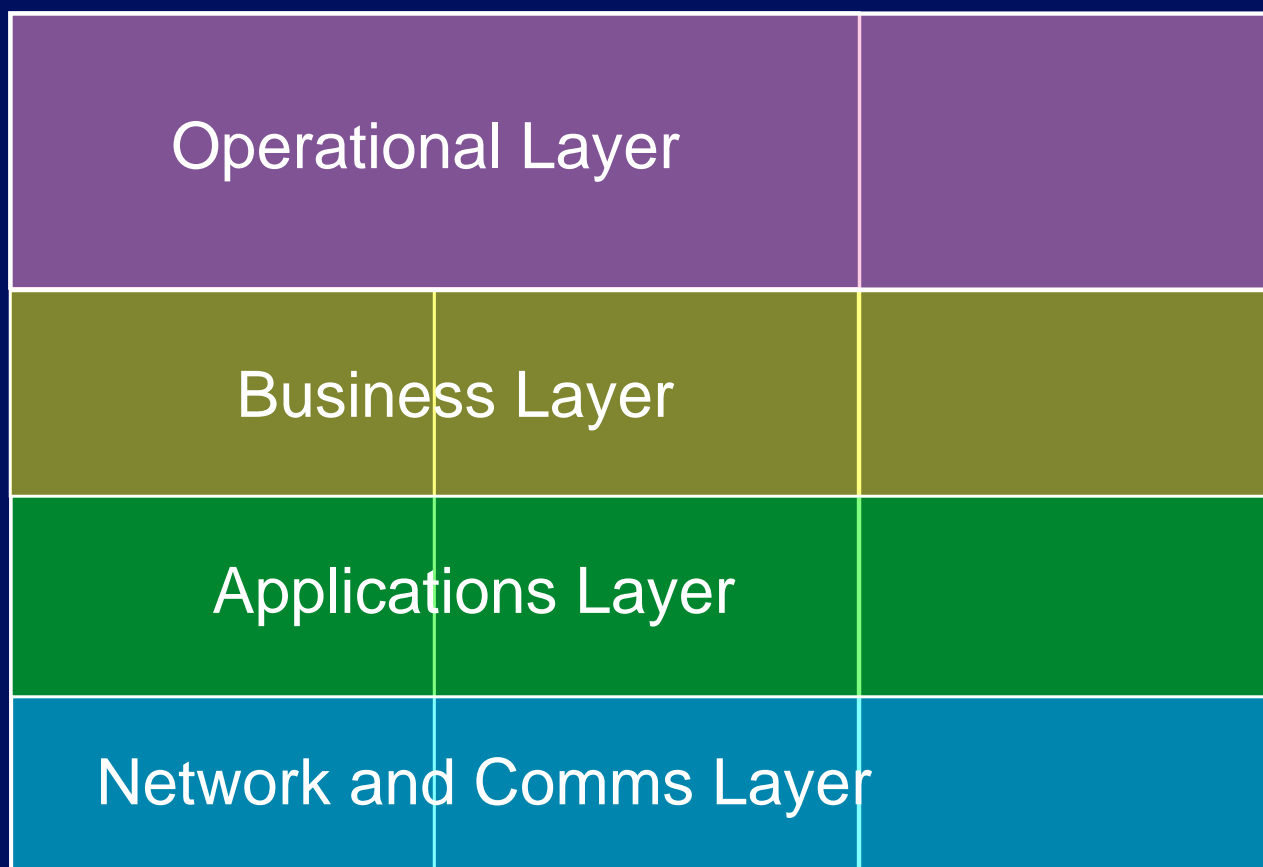 Operational Layer
Business Layer
Applications Layer
Network and Comms Layer